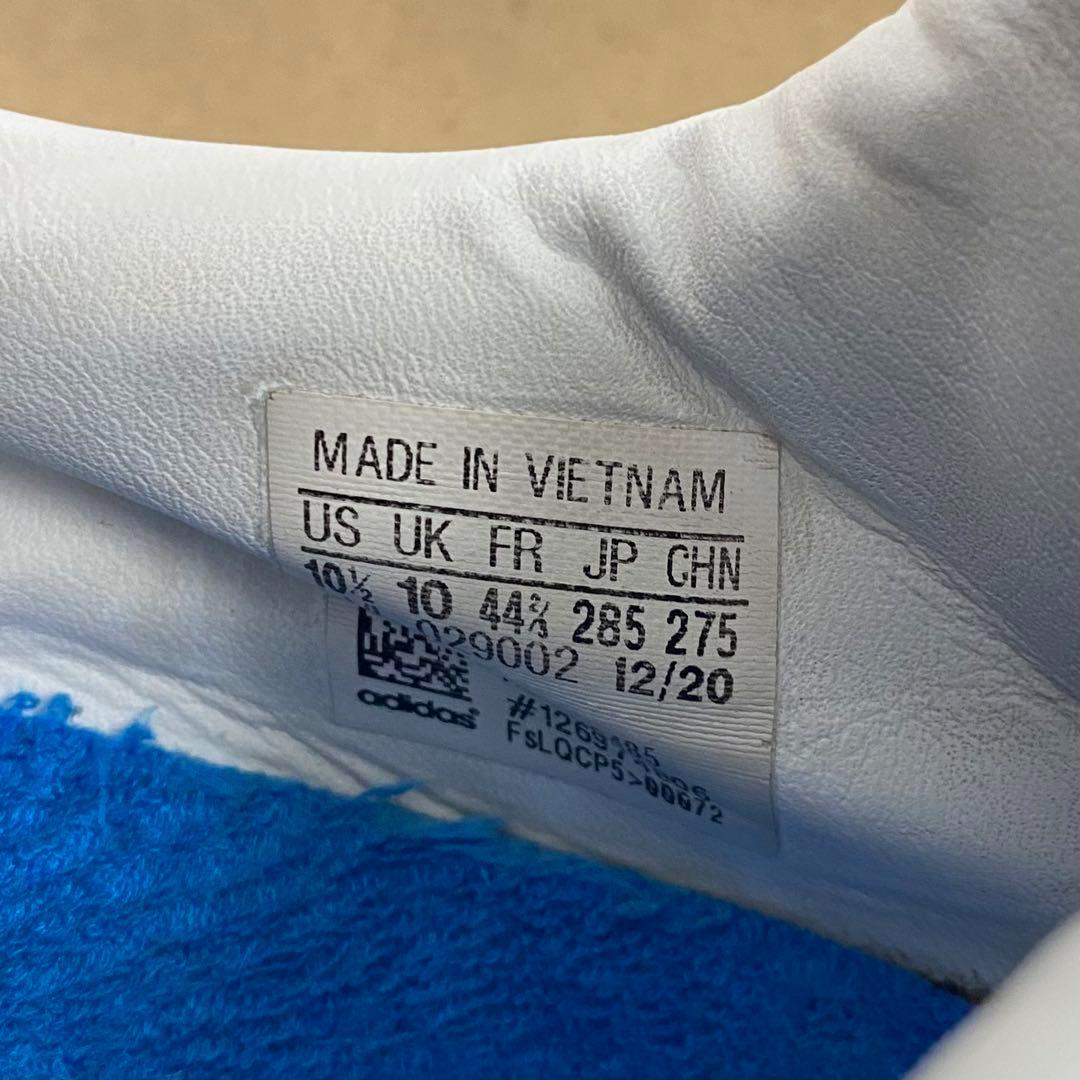 MADE IN VIETNAM
US UK FR JP CHN
10½ 10 44⅔ 285 275
029002 12/20
adidas
FsLQCP5>00072